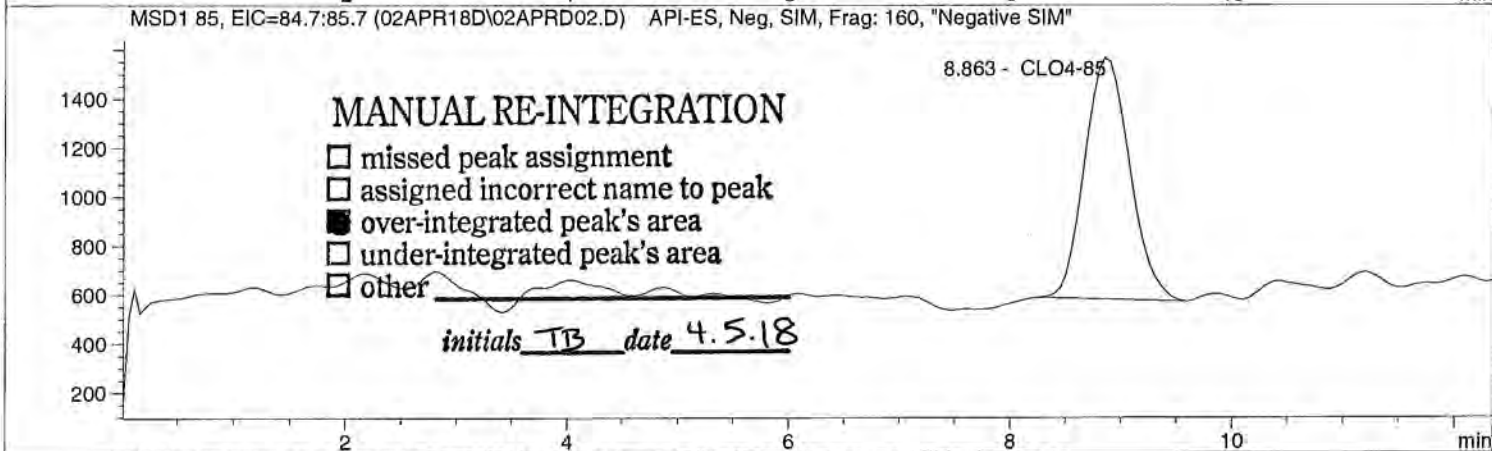 MSD1 85, EIC=84.7:85.7 (02APR18D\02APRD02.D) API-ES, Neg, SIM, Frag: 160, "Negative SIM"
8.863 - CLO4-85
1400
1200
1000
800
600
400
200
MANUAL RE-INTEGRATION
☐ missed peak assignment
☐ assigned incorrect name to peak
■ over-integrated peak's area
☐ under-integrated peak's area
☐ other
initials TB date 4.5.18
2 4 6 8 10 min